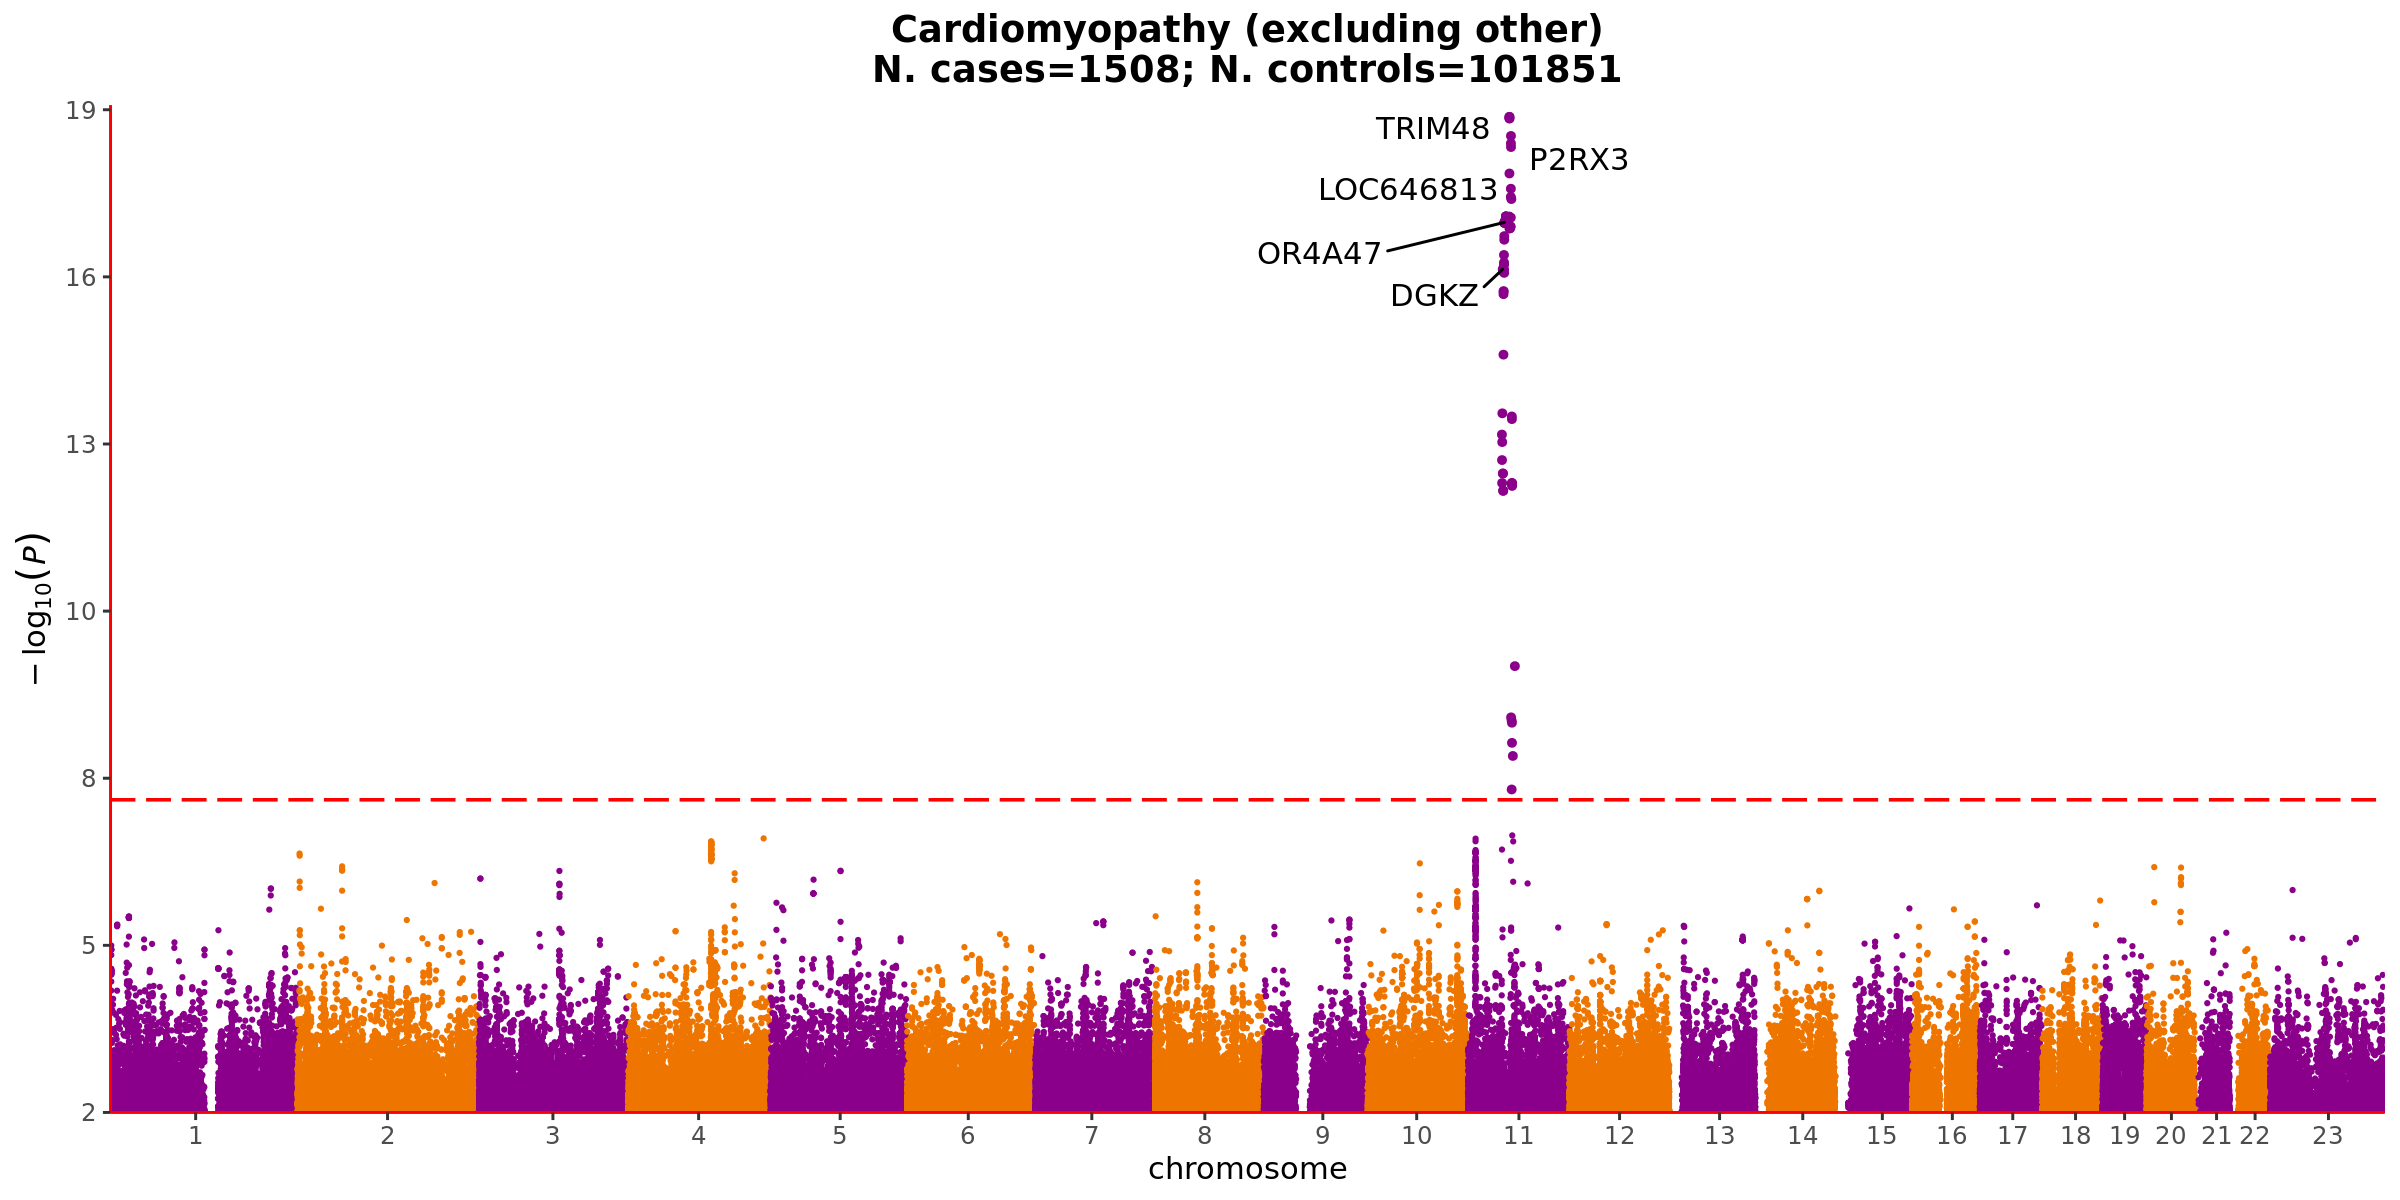 Cardiomyopathy (excluding other)
N. cases=1508; N. controls=101851
19
16
13
10
8
5
2
−log10(P)
TRIM48
P2RX3
LOC646813
OR4A47
DGKZ
1 2 3 4 5 6 7 8 9 10 11 12 13 14 15 16 17 18 19 20 21 22 23
chromosome